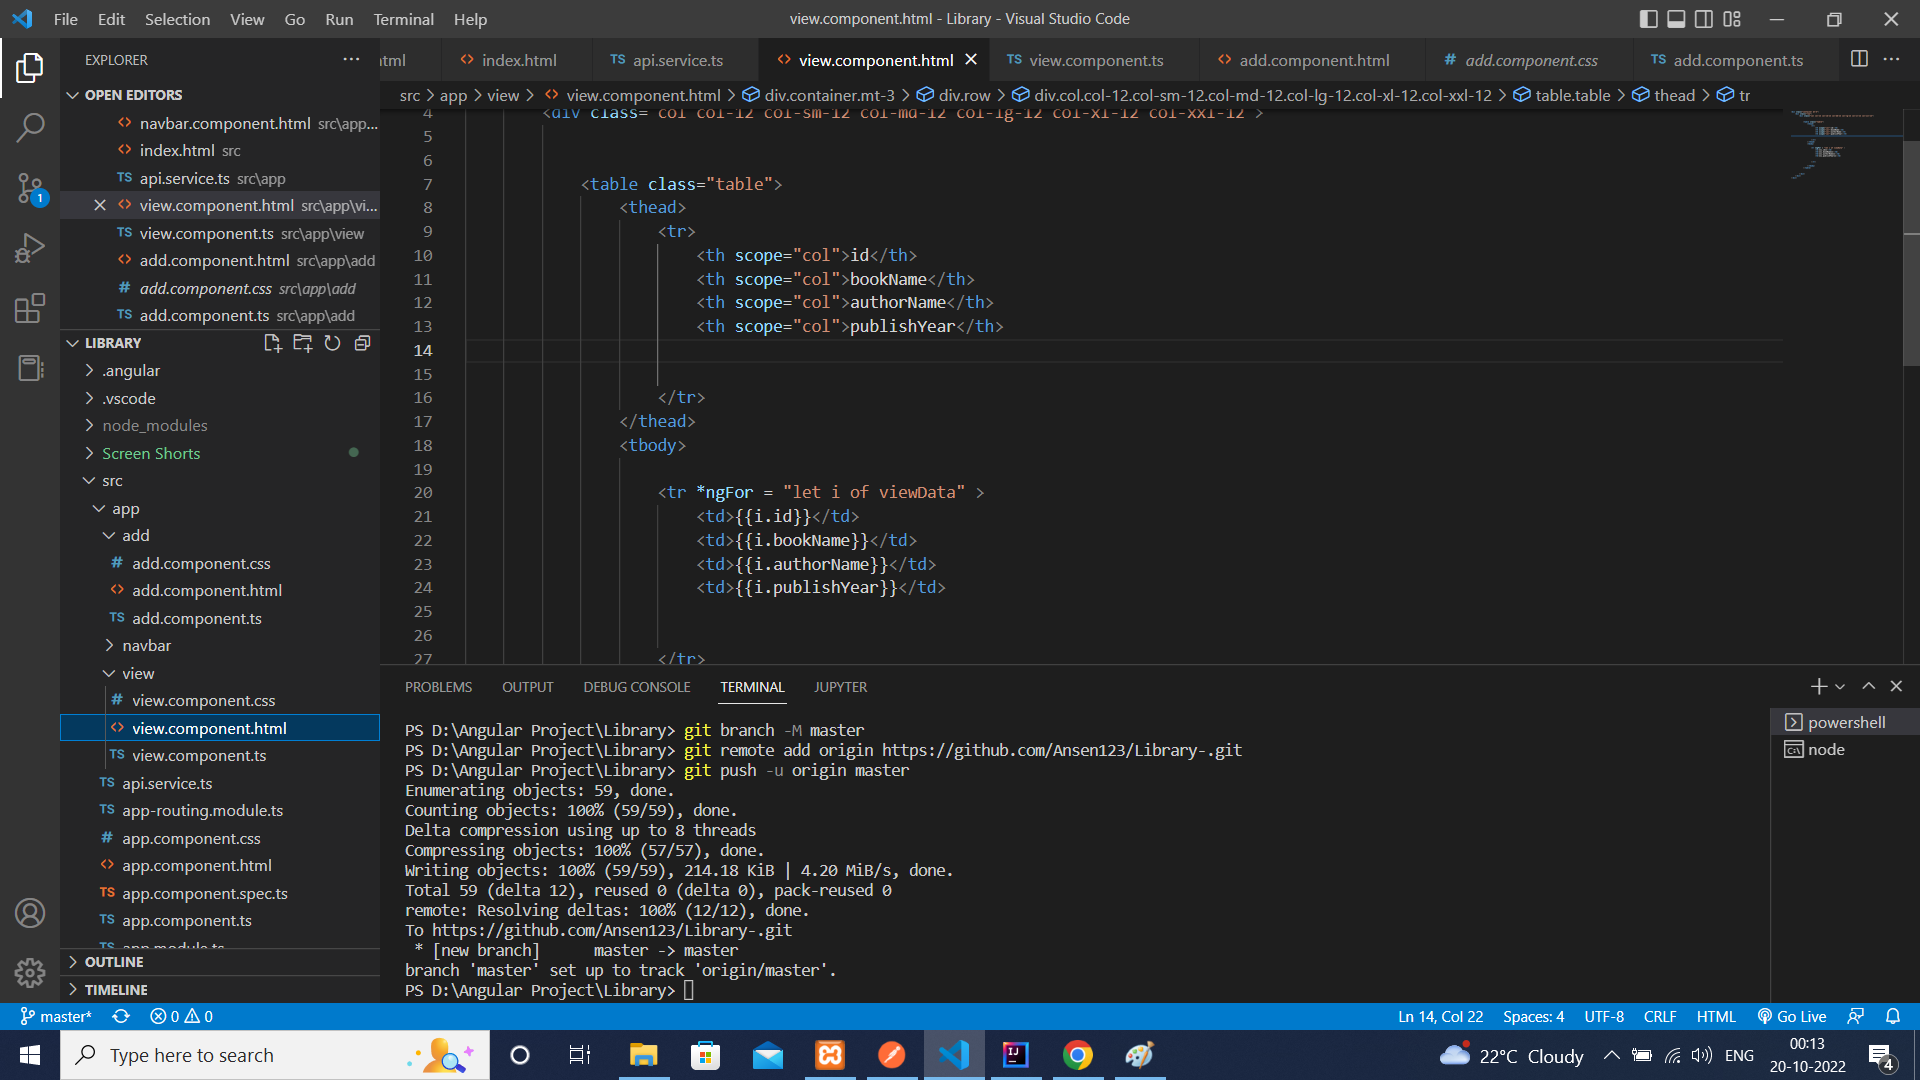 File Edit Selection View Go Run Terminal Help
view.component.html - Library - Visual Studio Code
EXPLORER
OPEN EDITORS
navbar.component.html src\app...
index.html src
TS api.service.ts src\app
view.component.html src\app\vi...
TS view.component.ts src\app\view
add.component.html src\app\add
# add.component.css src\app\add
TS add.component.ts src\app\add
LIBRARY
.angular
.vscode
node_modules
Screen Shorts
src
app
add
# add.component.css
add.component.html
TS add.component.ts
navbar
view
# view.component.css
view.component.html
TS view.component.ts
TS api.service.ts
TS app-routing.module.ts
# app.component.css
app.component.html
TS app.component.spec.ts
TS app.component.ts
TS app.module.ts
OUTLINE
TIMELINE
1
html index.html TS api.service.ts view.component.html TS view.component.ts add.component.html # add.component.css TS add.component.ts
src > app > view > view.component.html > div.container.mt-3 > div.row > div.col.col-12.col-sm-12.col-md-12.col-lg-12.col-xl-12.col-xxl-12 > table.table > thead > tr
4 <div class="col col-12 col-sm-12 col-md-12 col-lg-12 col-xl-12 col-xxl-12">
5
6
7 <table class="table">
8 <thead>
9 <tr>
10 <th scope="col">id</th>
11 <th scope="col">bookName</th>
12 <th scope="col">authorName</th>
13 <th scope="col">publishYear</th>
14
15
16 </tr>
17 </thead>
18 <tbody>
19
20 <tr *ngFor = "let i of viewData" >
21 <td>{{i.id}}</td>
22 <td>{{i.bookName}}</td>
23 <td>{{i.authorName}}</td>
24 <td>{{i.publishYear}}</td>
25
26
27 </tr>
PROBLEMS OUTPUT DEBUG CONSOLE TERMINAL JUPYTER
PS D:\Angular Project\Library> git branch -M master
PS D:\Angular Project\Library> git remote add origin https://github.com/Ansen123/Library-.git
PS D:\Angular Project\Library> git push -u origin master
Enumerating objects: 59, done.
Counting objects: 100% (59/59), done.
Delta compression using up to 8 threads
Compressing objects: 100% (57/57), done.
Writing objects: 100% (59/59), 214.18 KiB | 4.20 MiB/s, done.
Total 59 (delta 12), reused 0 (delta 0), pack-reused 0
remote: Resolving deltas: 100% (12/12), done.
To https://github.com/Ansen123/Library-.git
* [new branch] master -> master
branch 'master' set up to track 'origin/master'.
PS D:\Angular Project\Library>
powershell
node
master* 0 0
Ln 14, Col 22 Spaces: 4 UTF-8 CRLF HTML Go Live
Type here to search
22°C Cloudy
ENG
00:13
20-10-2022
4